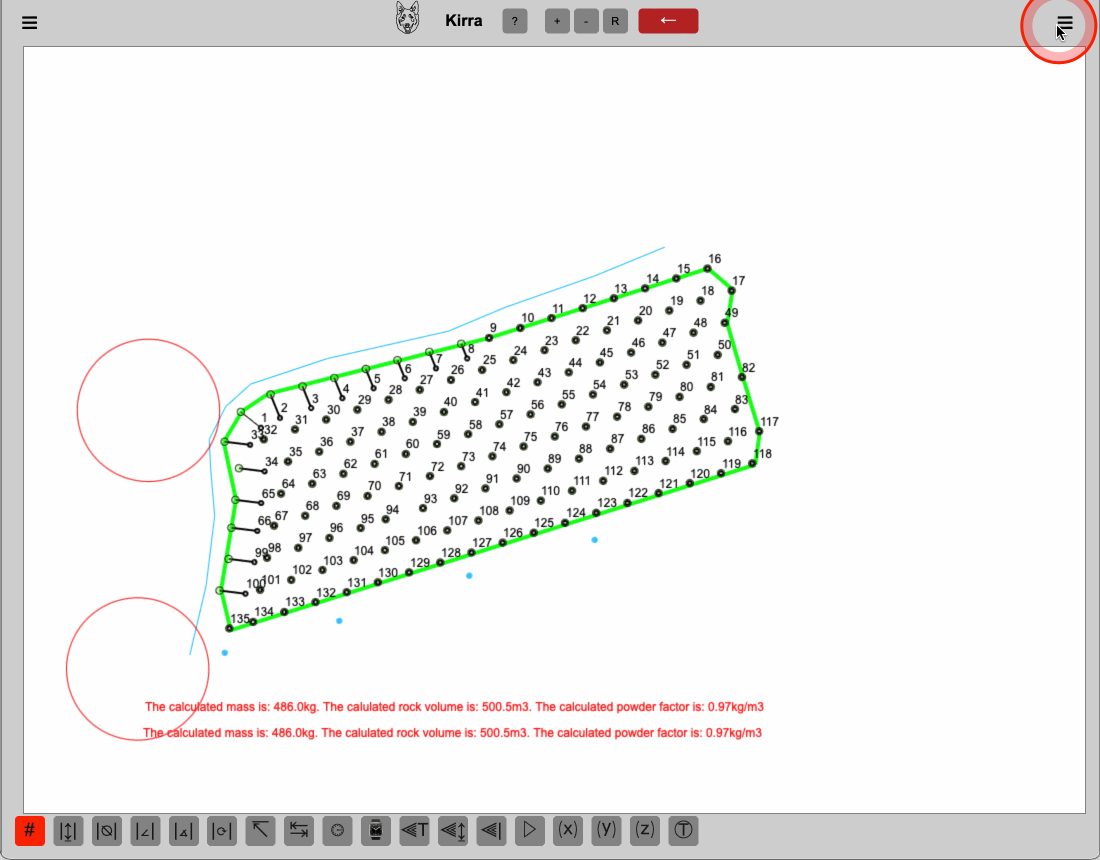 Kirra ? + - R ←
16
15 17
14
13 18
12 19
11 20 49
10 21 48
9 22 47
8 23 46 50
7 24 45 51
6 25 44 52 82
5 26 43 53 81
4 27 42 54 80
3 28 41 55 79 83
2 29 40 56 78 84 117
1 30 39 57 77 85 116
33 32 31 38 58 76 86 115 118
34 35 36 37 59 75 87 114 119
65 64 63 62 61 60 74 88 113 120
66 67 68 69 70 71 72 73 89 112 121
99 98 97 96 95 94 93 92 91 90 111 122
100 101 102 103 104 105 106 107 108 109 110 123
135 134 133 132 131 130 129 128 127 126 125 124
The calculated mass is: 486.0kg. The calulated rock volume is: 500.5m3. The calculated powder factor is: 0.97kg/m3
The calculated mass is: 486.0kg. The calulated rock volume is: 500.5m3. The calculated powder factor is: 0.97kg/m3
# T (x) (y) (z) T